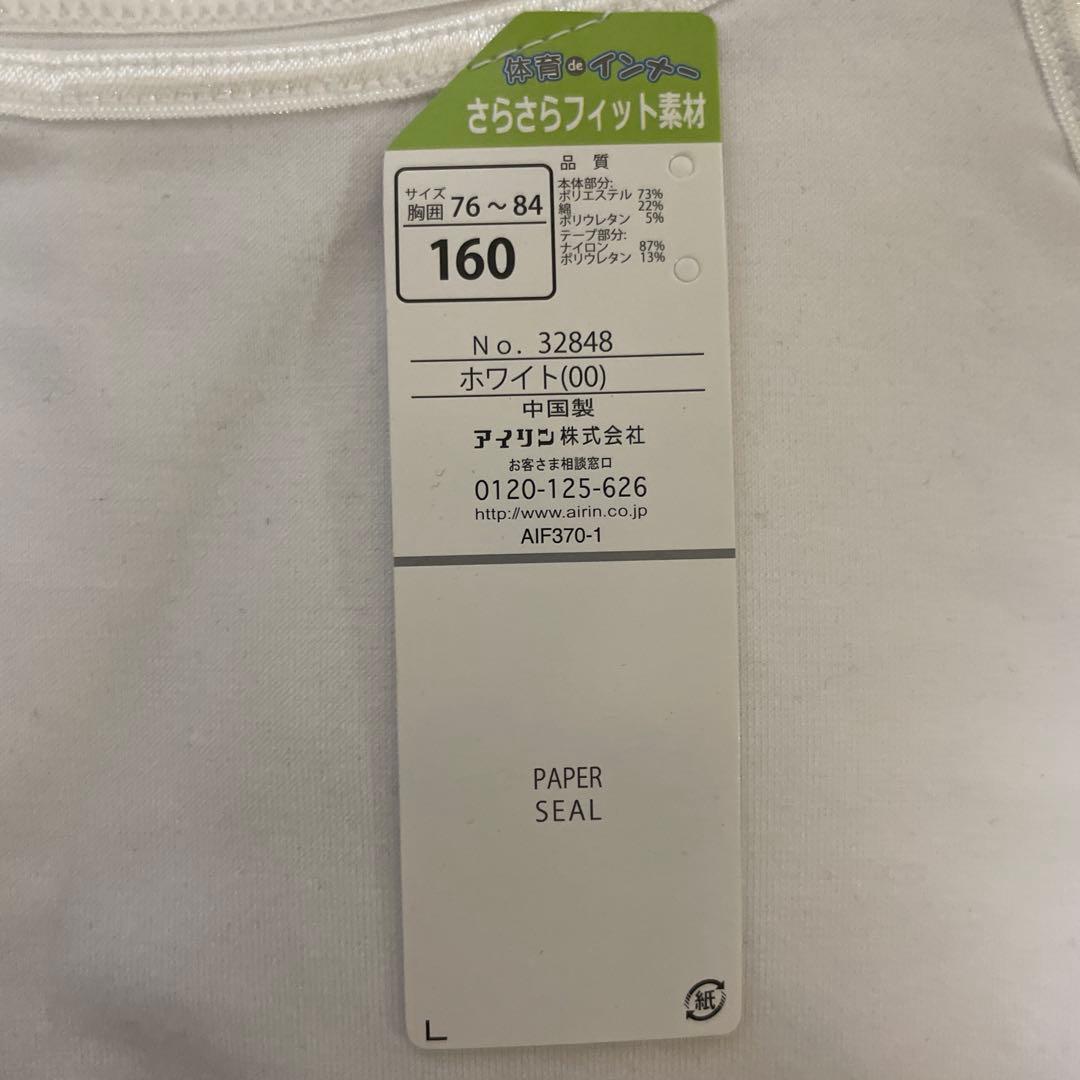 体育deインナー
さらさらフィット素材
品質
サイズ
胸囲 76～84
160
本体部分:
ポリエステル 73%
綿 22%
ポリウレタン 5%
テープ部分:
ナイロン 87%
ポリウレタン 13%
No. 32848
ホワイト(00)
中国製
アイリン株式会社
お客さま相談窓口
0120-125-626
http://www.airin.co.jp
AIF370-1
PAPER
SEAL
紙
L